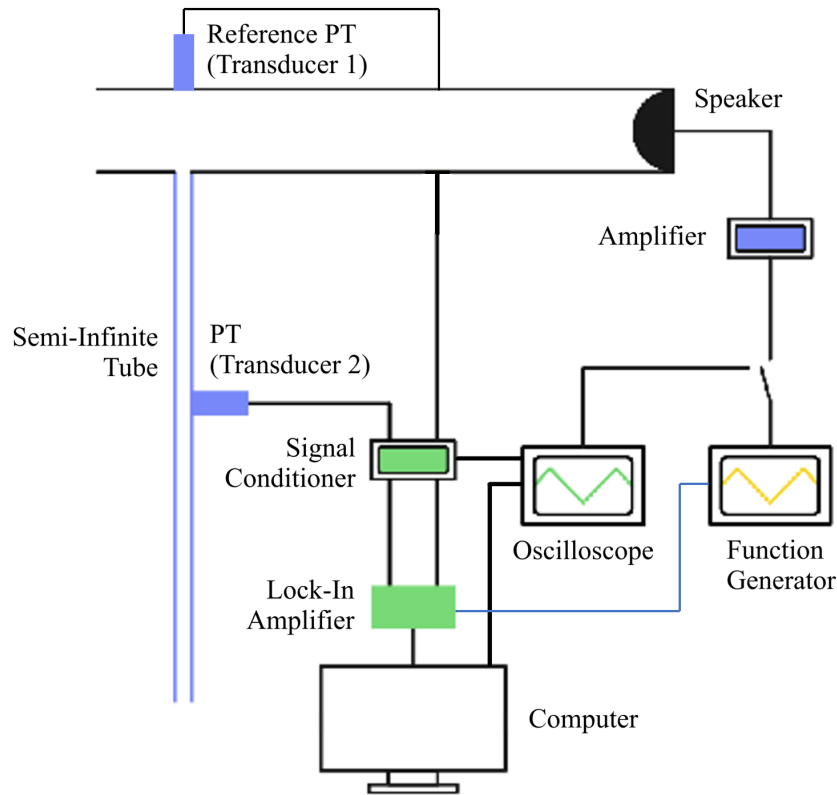 Reference PT
(Transducer 1)
Speaker
Amplifier
Semi-Infinite
Tube
PT
(Transducer 2)
Signal
Conditioner
Oscilloscope
Function
Generator
Lock-In
Amplifier
Computer